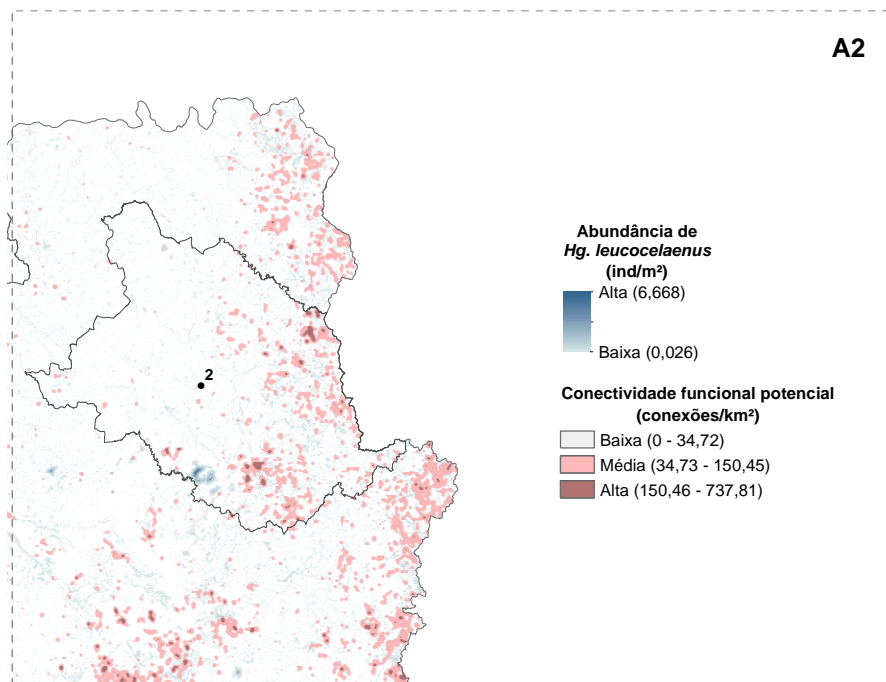 A2
Abundância de
Hg. leucocelaenus
(ind/m²)
Alta (6,668)
Baixa (0,026)
2
Conectividade funcional potencial
(conexões/km²)
Baixa (0 - 34,72)
Média (34,73 - 150,45)
Alta (150,46 - 737,81)